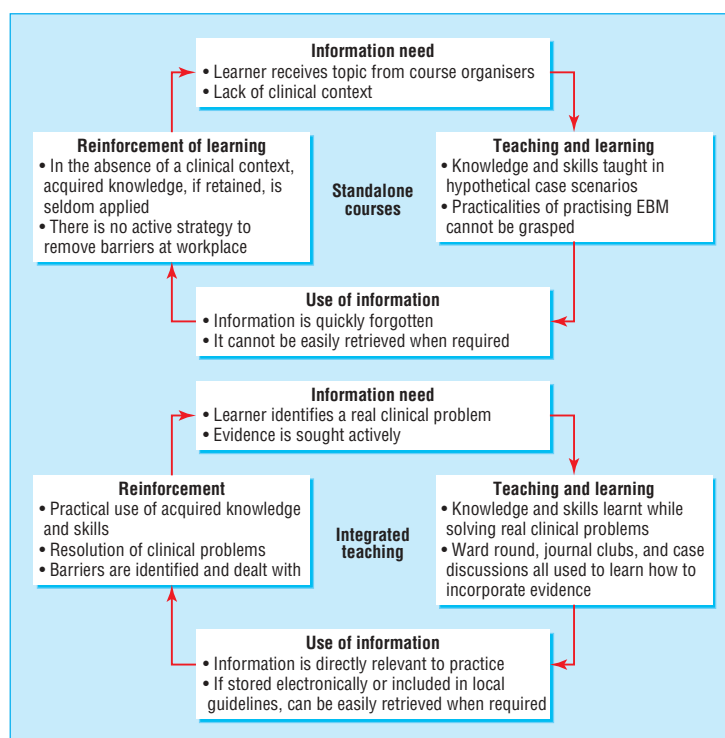 Information need
• Learner receives topic from course organisers
• Lack of clinical context
Reinforcement of learning
• In the absence of a clinical context,
acquired knowledge, if retained, is
seldom applied
• There is no active strategy to
remove barriers at workplace
Standalone
courses
Teaching and learning
• Knowledge and skills taught in
hypothetical case scenarios
• Practicalities of practising EBM
cannot be grasped
Use of information
• Information is quickly forgotten
• It cannot be easily retrieved when required
Information need
• Learner identifies a real clinical problem
• Evidence is sought actively
Reinforcement
• Practical use of acquired knowledge
and skills
• Resolution of clinical problems
• Barriers are identified and dealt with
Integrated
teaching
Teaching and learning
• Knowledge and skills learnt while
solving real clinical problems
• Ward round, journal clubs, and case
discussions all used to learn how to
incorporate evidence
Use of information
• Information is directly relevant to practice
• If stored electronically or included in local
guidelines, can be easily retrieved when required